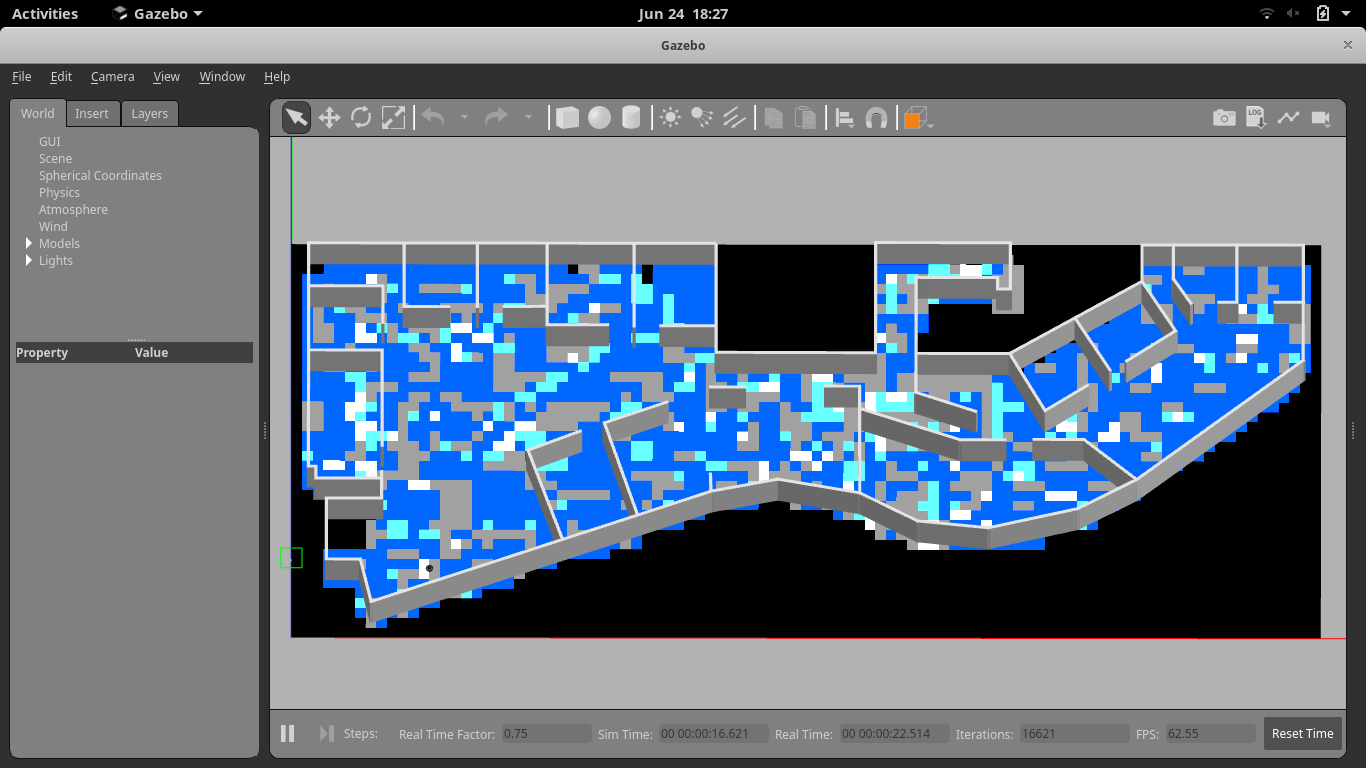 Activities Gazebo Jun 24 18:27
Gazebo
File Edit Camera View Window Help
World Insert Layers
LOG
GUI
Scene
Spherical Coordinates
Physics
Atmosphere
Wind
Models
Lights
Property Value
Steps: Real Time Factor: 0.75 Sim Time: 00 00:00:16.621 Real Time: 00 00:00:22.514 Iterations: 16621 FPS: 62.55 Reset Time